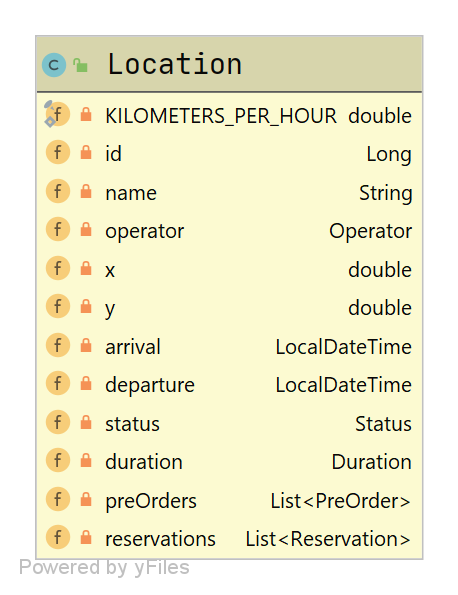 C Location
f KILOMETERS_PER_HOUR double
f id Long
f name String
f operator Operator
f x double
f y double
f arrival LocalDateTime
f departure LocalDateTime
f status Status
f duration Duration
f preOrders List<PreOrder>
f reservations List<Reservation>
Powered by yFiles